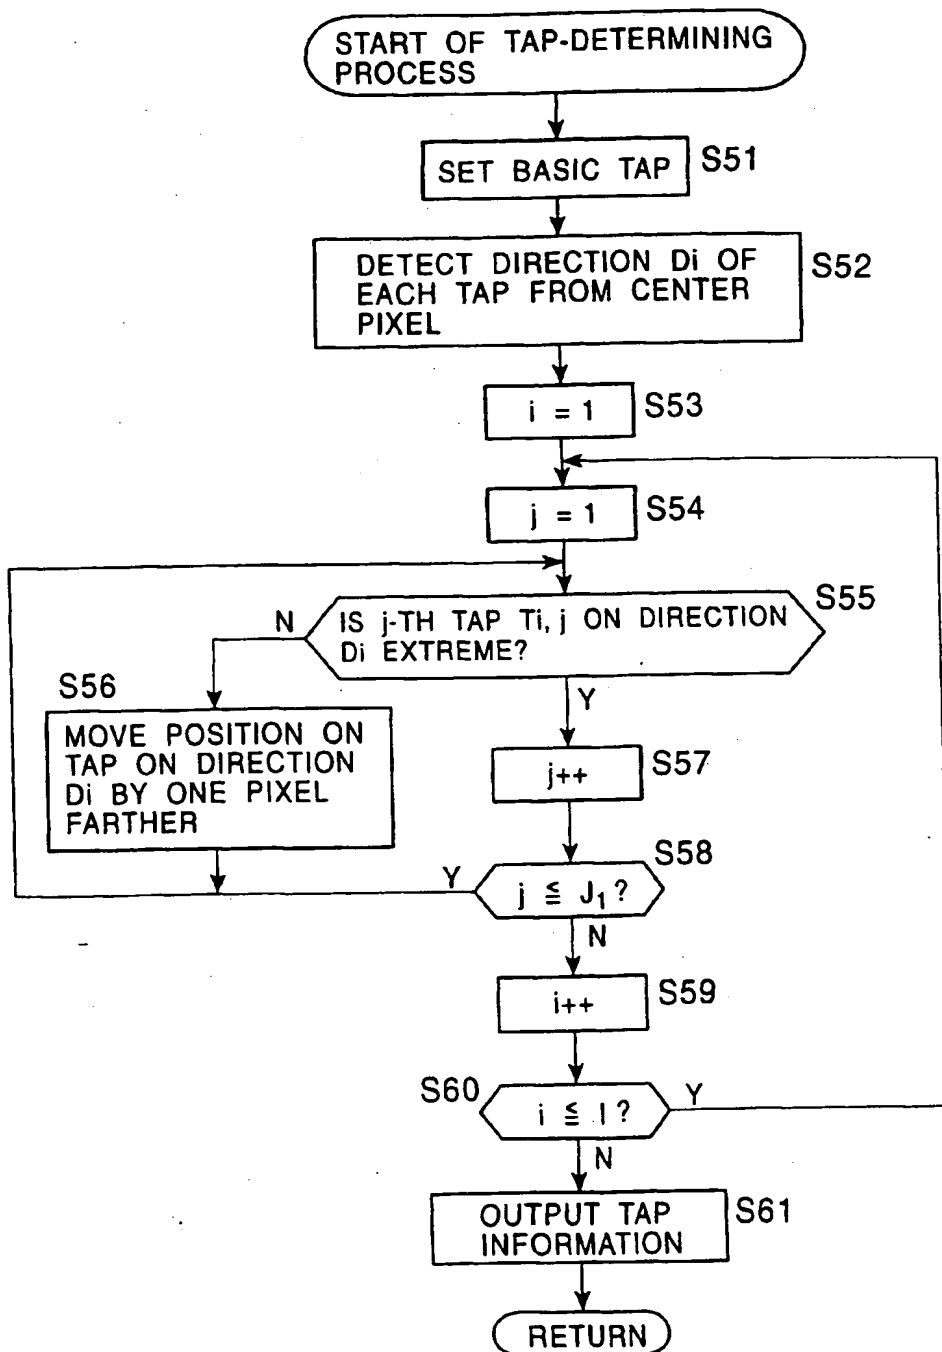 START OF TAP-DETERMINING
PROCESS
SET BASIC TAP
S51
DETECT DIRECTION Di OF
EACH TAP FROM CENTER
PIXEL
S52
i = 1
S53
j = 1
S54
IS j-TH TAP Ti, j ON DIRECTION
Di EXTREME?
S55
N
Y
S56
MOVE POSITION ON
TAP ON DIRECTION
Di BY ONE PIXEL
FARTHER
j++
S57
j ≦ J1 ?
S58
Y
N
i++
S59
S60
i ≦ I ?
Y
N
OUTPUT TAP
INFORMATION
S61
RETURN